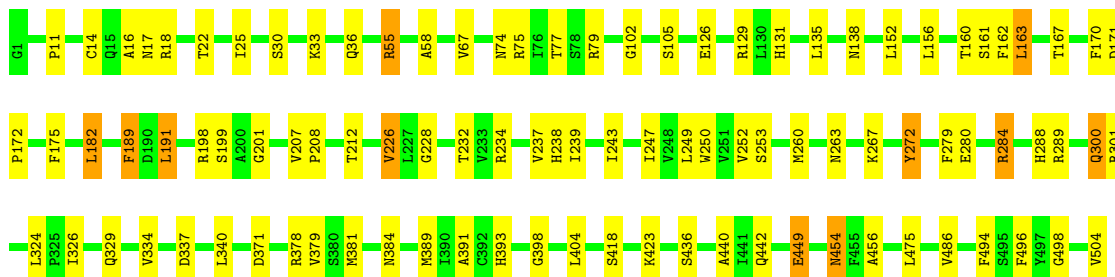 G1 P11 C14 Q15 A16 N17 R18 T22 I25 S30 K33 Q36 R55 A58 V67 N74 R75 I76 T77 S78 R79 G102 S105 E126 R129 L130 H131 L135 N138 L152 L156 T160 S161 F162 L163 T167 F170
P172 F175 L182 F189 D190 L191 R198 S199 A200 G201 V207 P208 T212 V226 L227 G228 T232 V233 R234 V237 H238 I239 I243 I247 V248 L249 W250 V251 V252 S253 M260 N263 K267 Y272 F279 E280 R284 H288 R289 Q300
L324 P325 I326 Q329 V334 D337 L340 D371 R378 V379 S380 M381 N384 M389 I390 A391 C392 H393 G398 L404 S418 K423 S436 A440 I441 Q442 E449 N454 F455 A456 L475 V486 F494 S495 F496 Y497 G498 V504